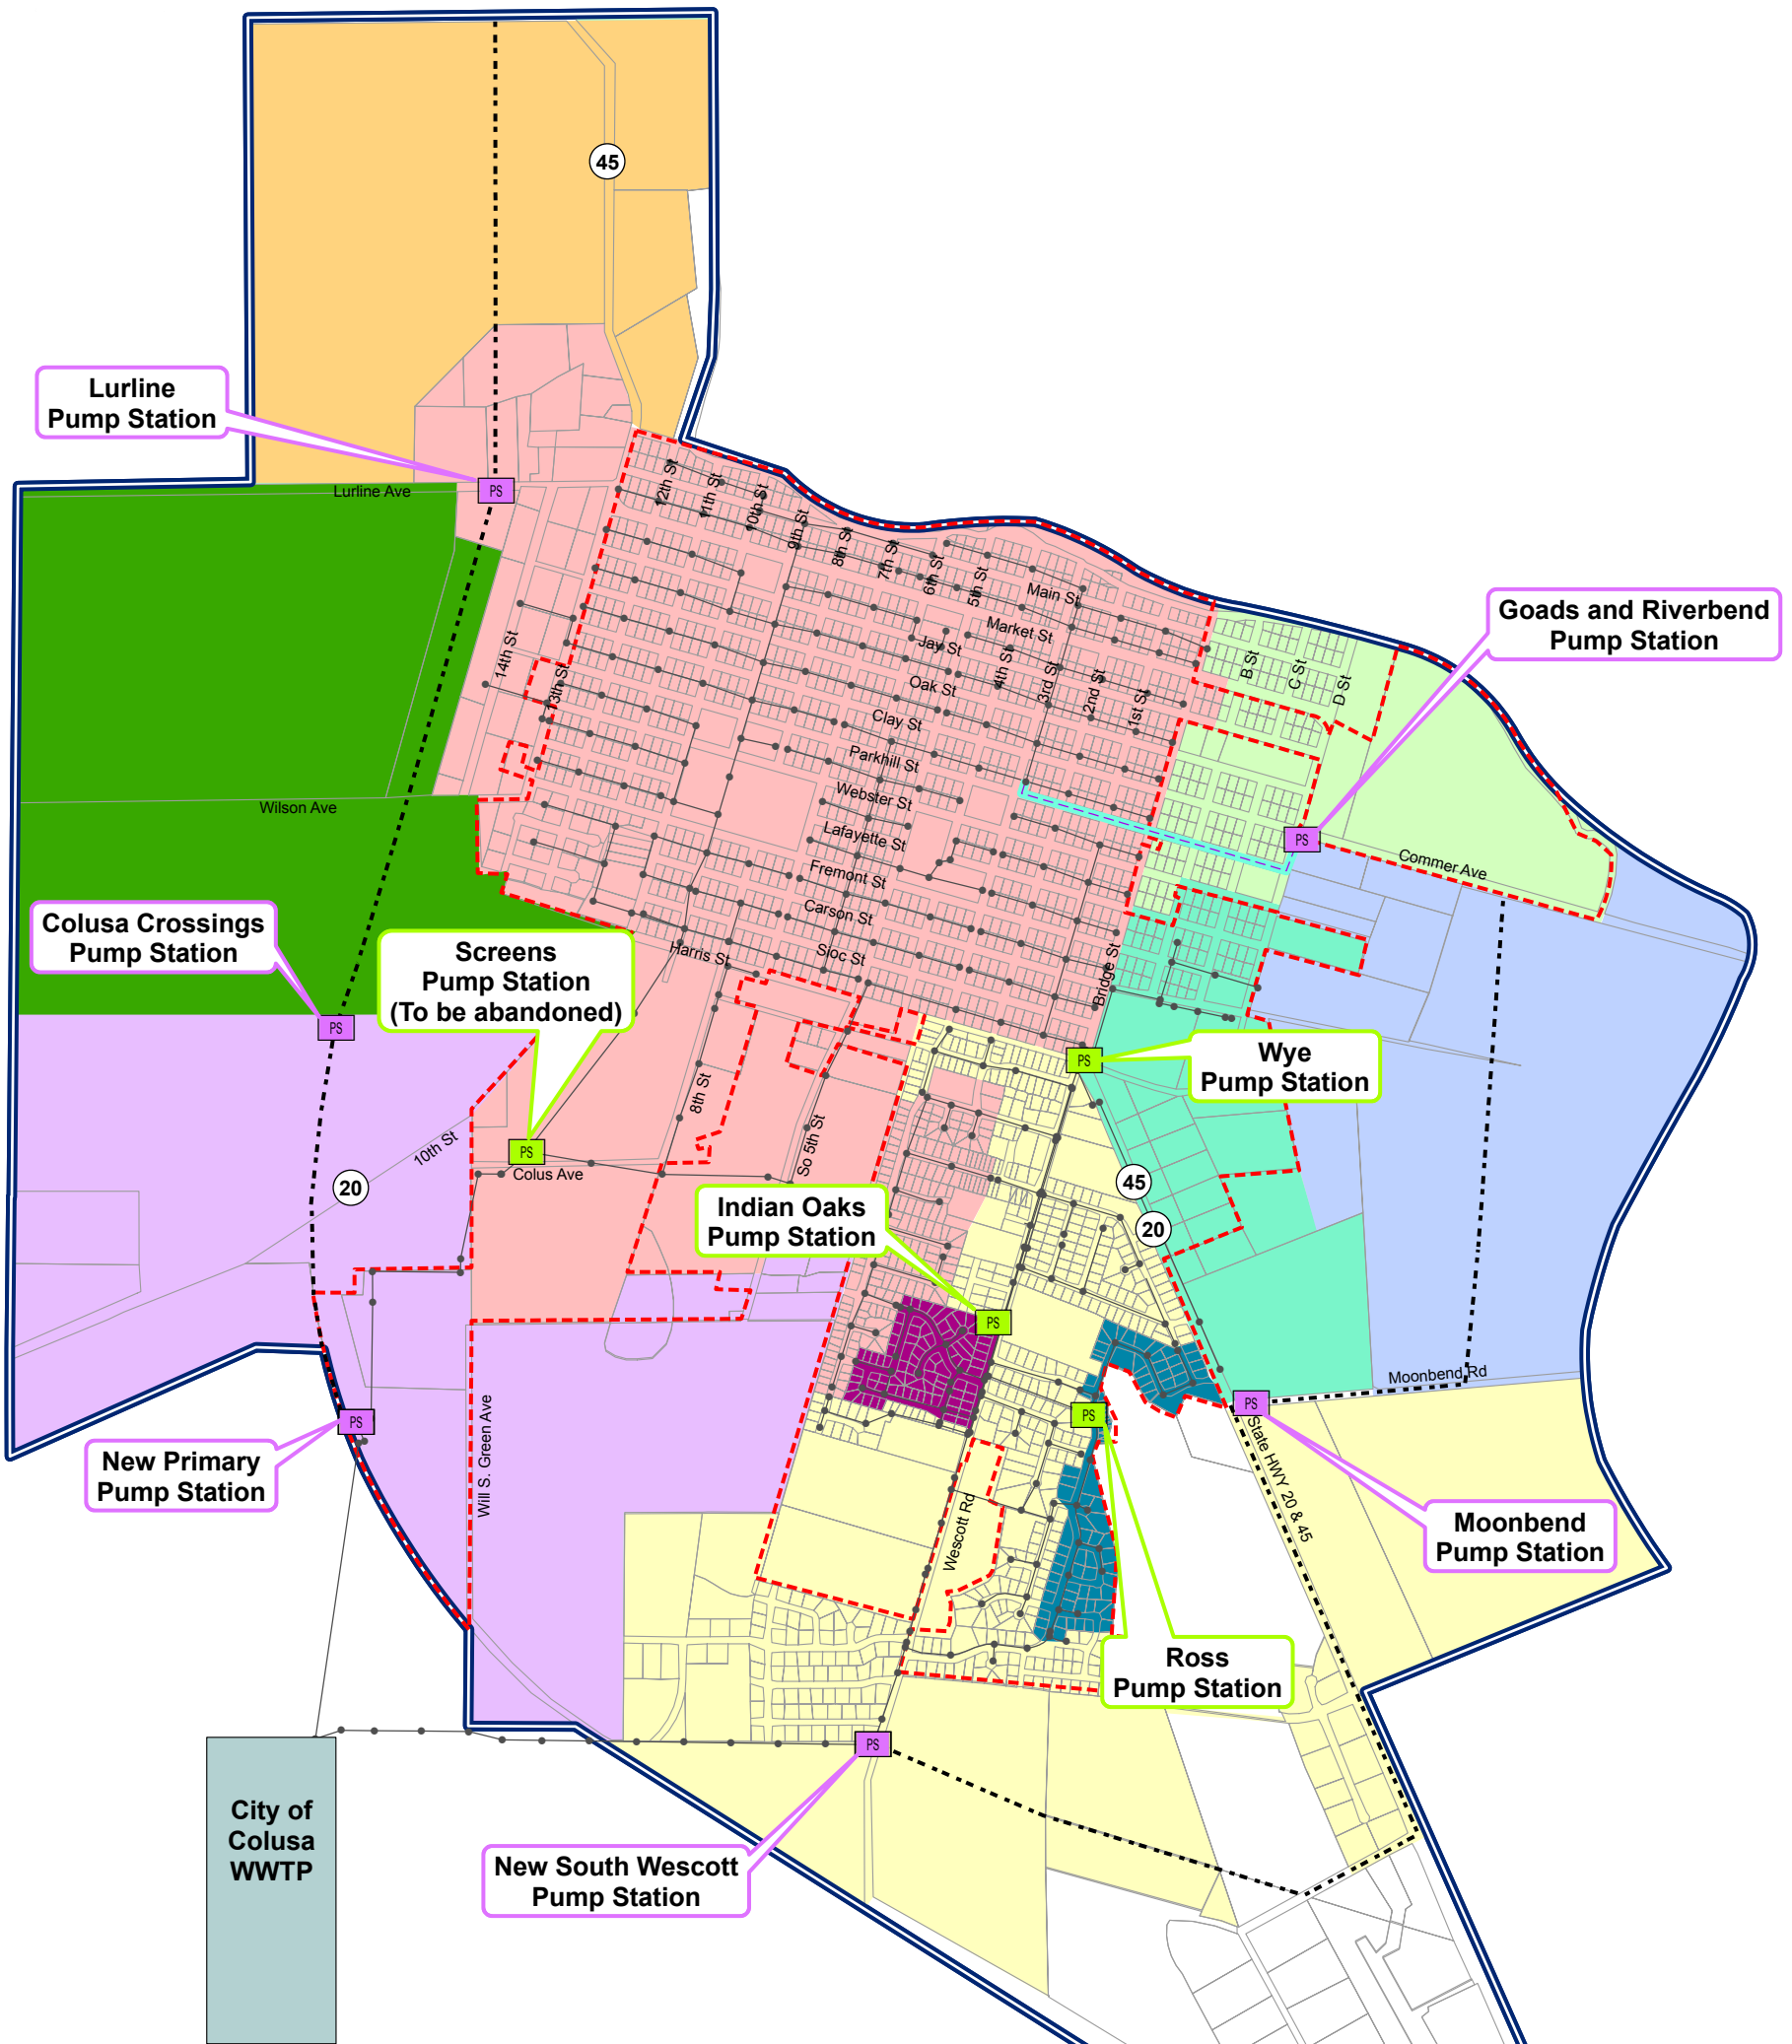 45
Lurline
Pump Station
PS
Lurline Ave
12th St
11th St
10th St
9th St
8th St
7th St
6th St
5th St
Main St
Market St
Jay St
4th St
3rd St
2nd St
1st St
Oak St
Clay St
Parkhill St
Webster St
Lafayette St
Fremont St
Carson St
Sioc St
Harris St
14th St
13th St
B St
C St
D St
Goads and Riverbend
Pump Station
PS
Commer Ave
Wilson Ave
Colusa Crossings
Pump Station
PS
Screens
Pump Station
(To be abandoned)
PS
Bridge St
Wye
Pump Station
PS
8th St
So 5th St
10th St
20
Colus Ave
45
20
Indian Oaks
Pump Station
PS
Moonbend Rd
PS
Moonbend
Pump Station
State HWY 20 & 45
PS
Ross
Pump Station
PS
New Primary
Pump Station
Will S. Green Ave
Wescott Rd
PS
New South Wescott
Pump Station
City of
Colusa
WWTP